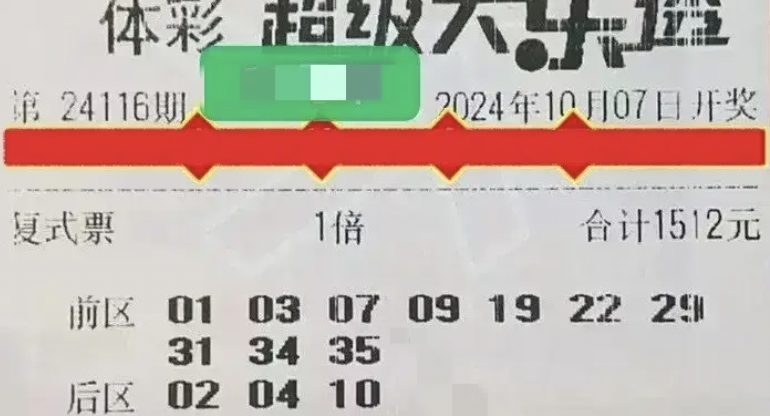 体彩 超级大乐透
第 24116期 2024年10月07日开奖
复式票 1倍 合计1512元
前区 01 03 07 09 19 22 29
31 34 35
后区 02 04 10